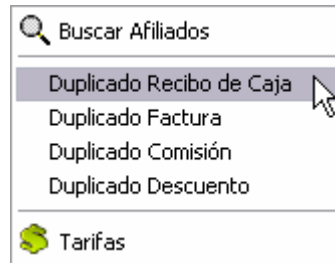 Buscar Afiliados
Duplicado Recibo de Caja
Duplicado Factura
Duplicado Comisión
Duplicado Descuento
Tarifas